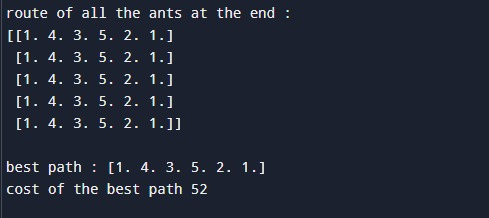 route of all the ants at the end :
[[1. 4. 3. 5. 2. 1.]
[1. 4. 3. 5. 2. 1.]
[1. 4. 3. 5. 2. 1.]
[1. 4. 3. 5. 2. 1.]
[1. 4. 3. 5. 2. 1.]]
best path : [1. 4. 3. 5. 2. 1.]
cost of the best path 52